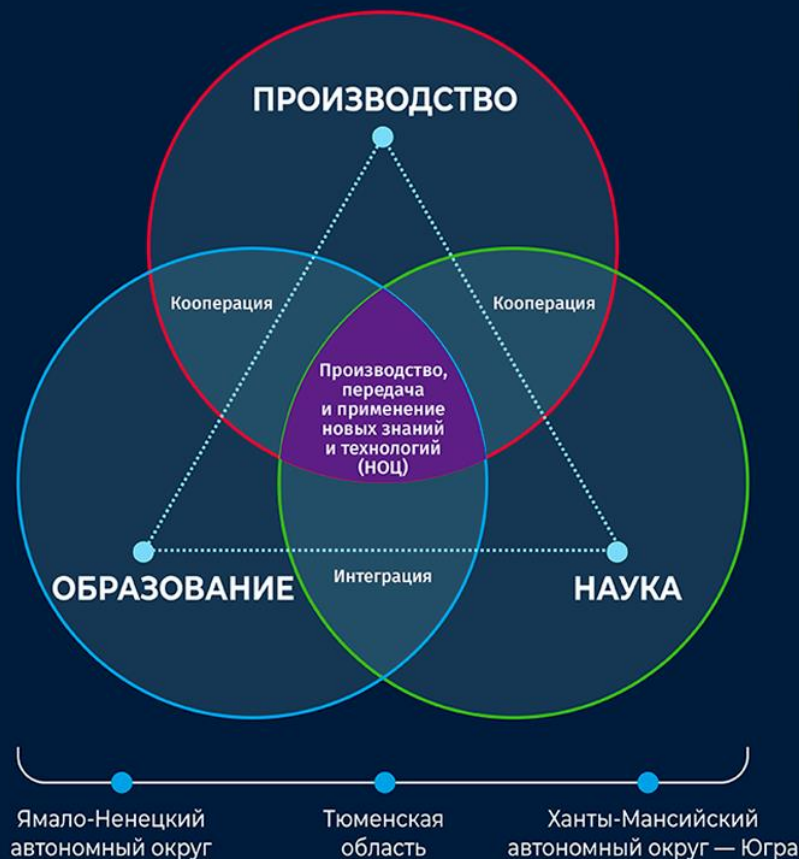 ПРОИЗВОДСТВО
Кооперация
Кооперация
Производство,
передача
и применение
новых знаний
и технологий
(НОЦ)
Интеграция
ОБРАЗОВАНИЕ
НАУКА
Ямало-Ненецкий
автономный округ
Тюменская
область
Ханты-Мансийский
автономный округ — Югра